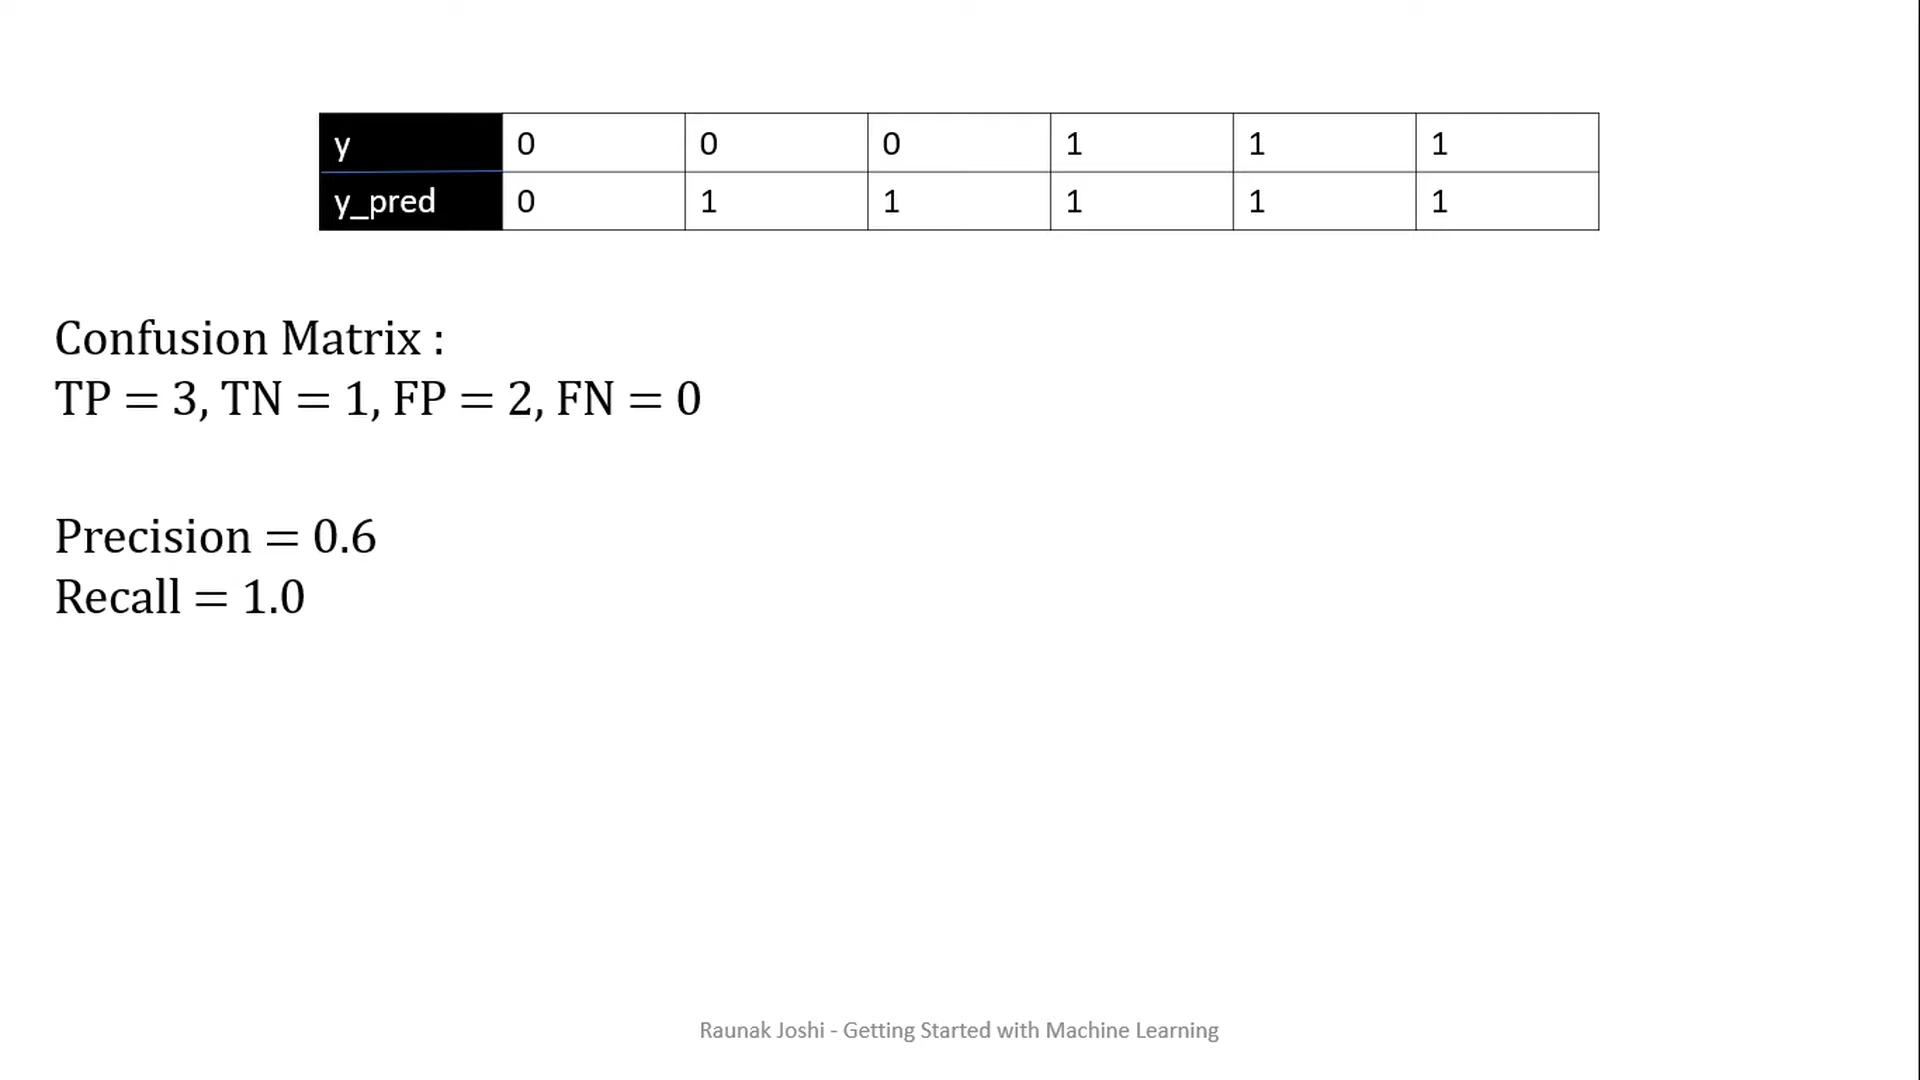 y 0 0 0 1 1 1
y_pred 0 1 1 1 1 1
Confusion Matrix :
TP = 3, TN = 1, FP = 2, FN = 0
Precision = 0.6
Recall = 1.0
Raunak Joshi - Getting Started with Machine Learning